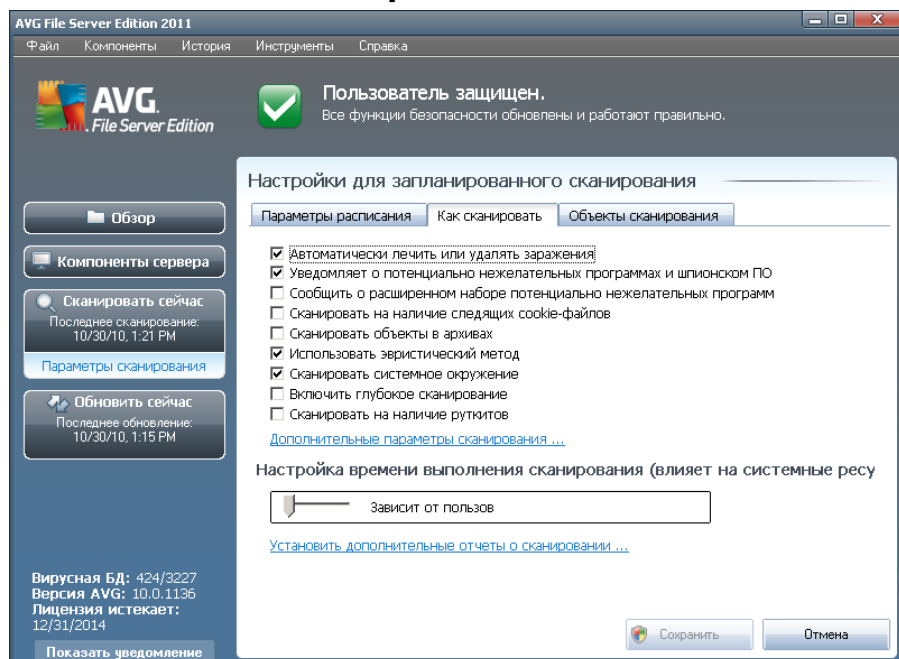 AVG File Server Edition 2011
Файл Компоненты История Инструменты Справка
AVG.
File Server Edition
Пользователь защищен.
Все функции безопасности обновлены и работают правильно.
Обзор
Компоненты сервера
Сканировать сейчас
Последнее сканирование:
10/30/10, 1:21 PM
Параметры сканирования
Обновить сейчас
Последнее обновление:
10/30/10, 1:15 PM
Вирусная БД: 424/3227
Версия AVG: 10.0.1136
Лицензия истекает:
12/31/2014
Показать уведомление
Настройки для запланированного сканирования
Параметры расписания Как сканировать Объекты сканирования
Автоматически лечить или удалять заражения
Уведомляет о потенциально нежелательных программах и шпионском ПО
Сообщить о расширенном наборе потенциально нежелательных программ
Сканировать на наличие следящих cookie-файлов
Сканировать объекты в архивах
Использовать эвристический метод
Сканировать системное окружение
Включить глубокое сканирование
Сканировать на наличие руткитов
Дополнительные параметры сканирования ...
Настройка времени выполнения сканирования (влияет на системные ресу
Зависит от пользов
Установить дополнительные отчеты о сканировании ...
Сохранить Отмена